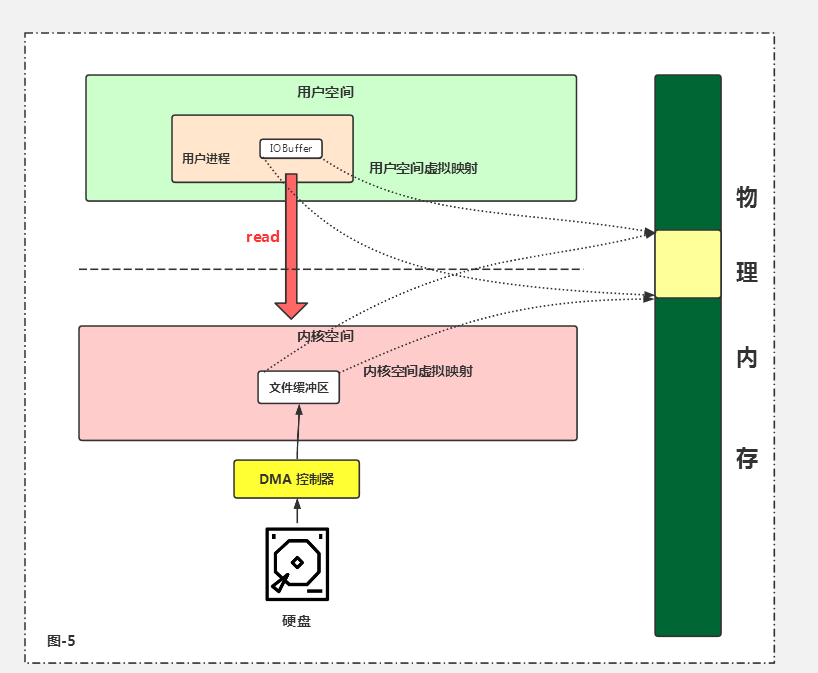 用户空间
IOBuffer
用户进程
用户空间虚拟映射
物
理
内
存
read
内核空间
内核空间虚拟映射
文件缓冲区
DMA 控制器
硬盘
图-5